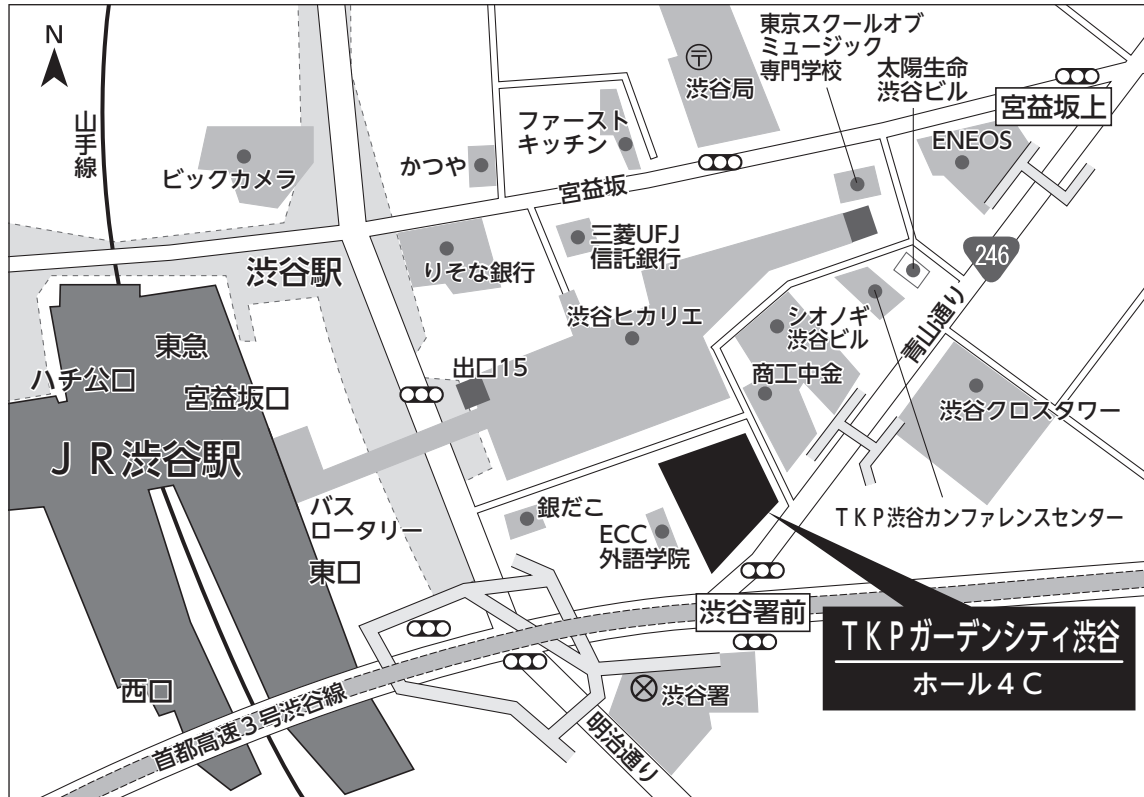 N
山手線
ビックカメラ
かつや
ファースト
キッチン
渋谷局
東京スクールオブ
ミュージック
専門学校
太陽生命
渋谷ビル
宮益坂上
ENEOS
宮益坂
246
渋谷駅
りそな銀行
三菱UFJ
信託銀行
渋谷ヒカリエ
シオノギ
渋谷ビル
青山通り
東急
ハチ公口
宮益坂口
出口15
商工中金
渋谷クロスタワー
JR渋谷駅
バス
ロータリー
銀だこ
ECC
外語学院
TKP渋谷カンファレンスセンター
東口
渋谷署前
TKPガーデンシティ渋谷
ホール4C
西口
首都高速3号渋谷線
渋谷署
明治通り